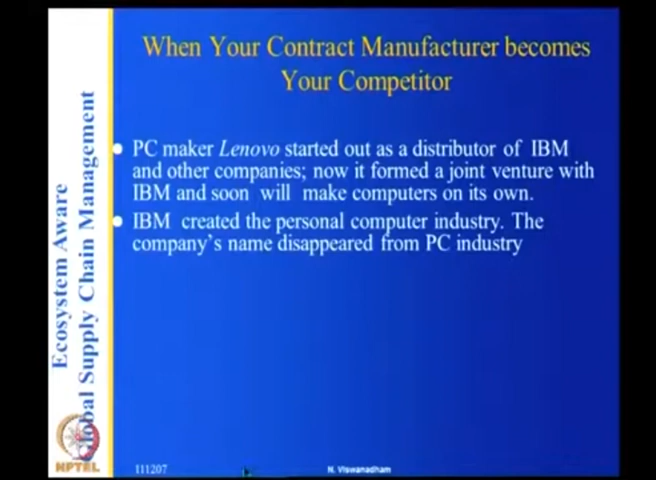 When Your Contract Manufacturer becomes
Your Competitor
PC maker Lenovo started out as a distributor of IBM
and other companies; now it formed a joint venture with
IBM and soon will make computers on its own.
IBM created the personal computer industry. The
company's name disappeared from PC industry
Ecosystem Aware
Global Supply Chain Management
NPTEL
111207
N. Viswanadham